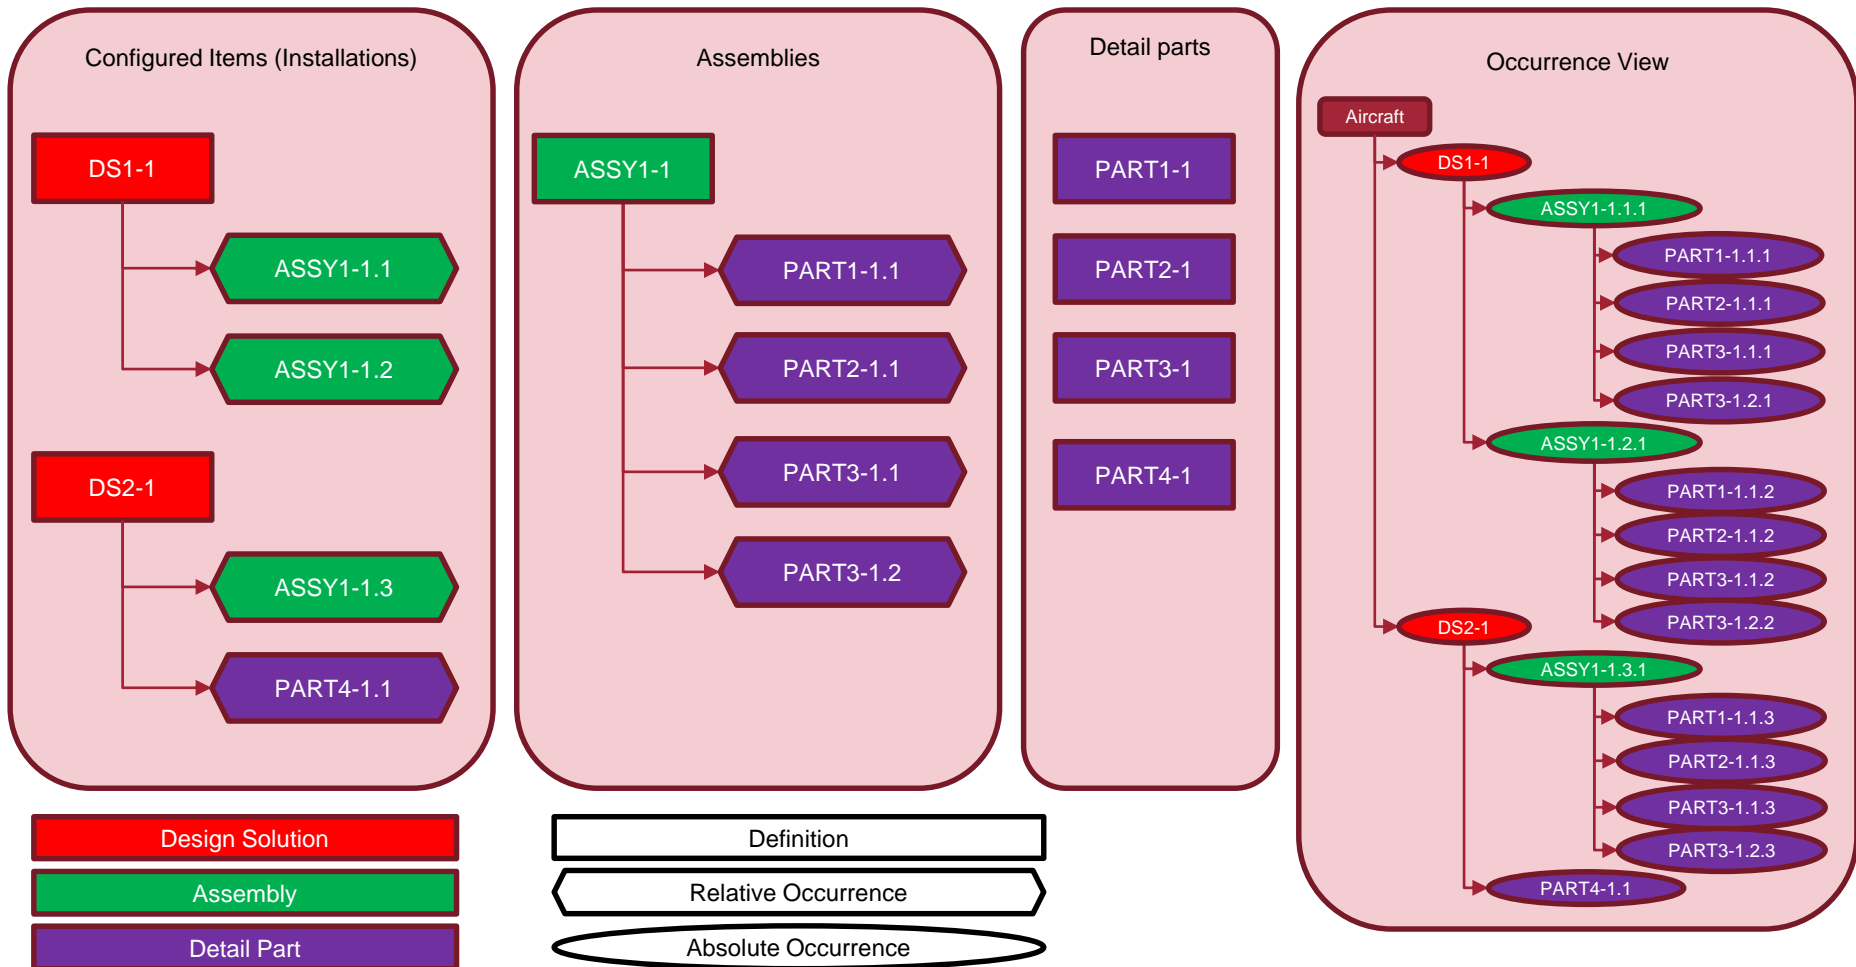 Configured Items (Installations)
DS1-1
ASSY1-1.1
ASSY1-1.2
DS2-1
ASSY1-1.3
PART4-1.1
Assemblies
ASSY1-1
PART1-1.1
PART2-1.1
PART3-1.1
PART3-1.2
Detail parts
PART1-1
PART2-1
PART3-1
PART4-1
Occurrence View
Aircraft
DS1-1
ASSY1-1.1.1
PART1-1.1.1
PART2-1.1.1
PART3-1.1.1
PART3-1.2.1
ASSY1-1.2.1
PART1-1.1.2
PART2-1.1.2
PART3-1.1.2
PART3-1.2.2
DS2-1
ASSY1-1.3.1
PART1-1.1.3
PART2-1.1.3
PART3-1.1.3
PART3-1.2.3
PART4-1.1
Design Solution
Assembly
Detail Part
Definition
Relative Occurrence
Absolute Occurrence